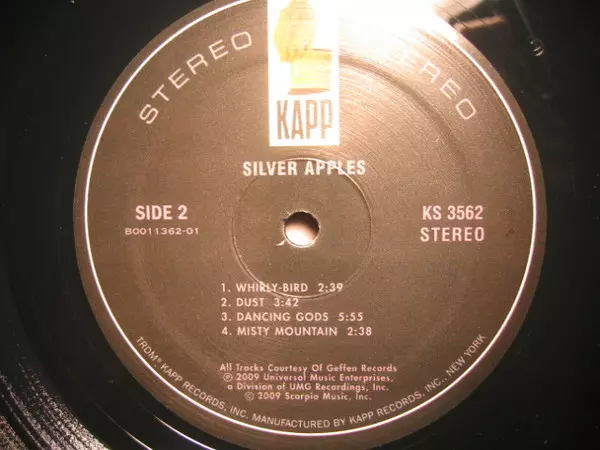 STEREO STEREO
KAPP
SILVER APPLES
SIDE 2
B0011362-01
KS 3562
STEREO
1. WHIRLY-BIRD 2:39
2. DUST 3:42
3. DANCING GODS 5:55
4. MISTY MOUNTAIN 2:38
All Tracks Courtesy Of Geffen Records
℗ 2009 Universal Music Enterprises,
a Division of UMG Recordings, Inc.
© 2009 Scorpio Music, Inc.
TRDM® KAPP RECORDS, INC. MANUFACTURED BY KAPP RECORDS, INC., NEW YORK